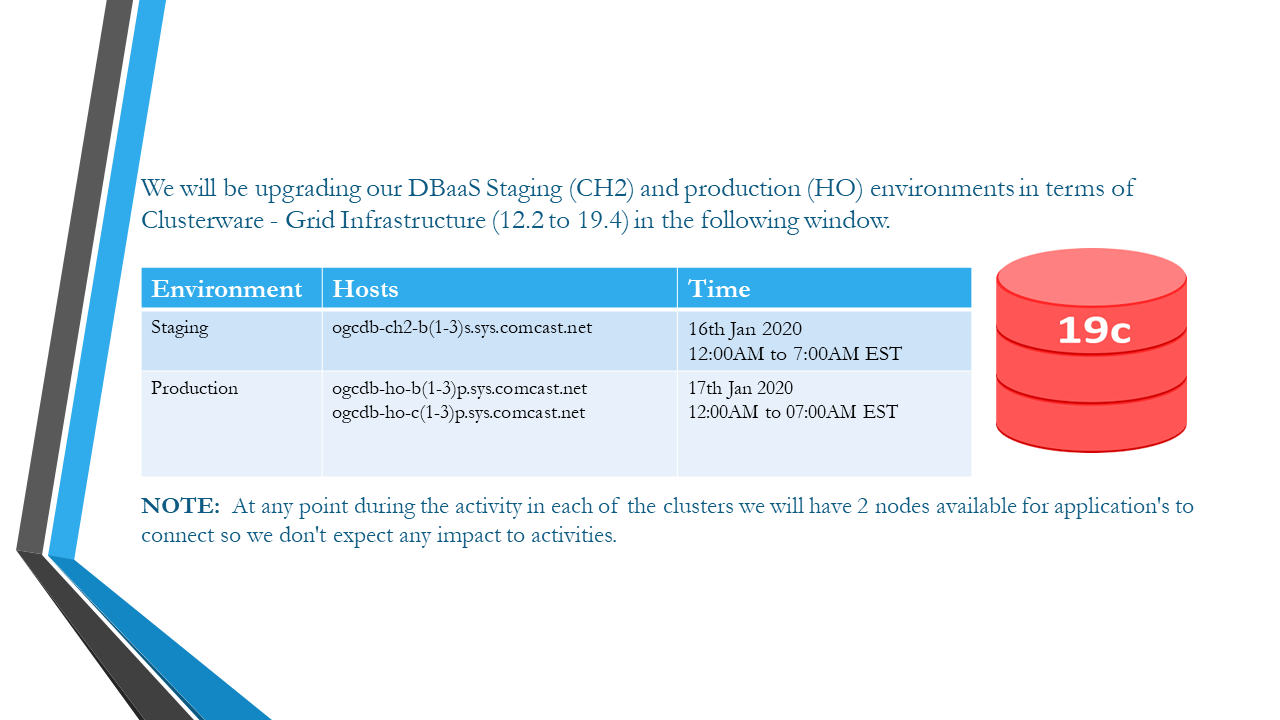 We will be upgrading our DBaaS Staging (CH2) and production (HO) environments in terms of
Clusterware - Grid Infrastructure (12.2 to 19.4) in the following window.
Environment Hosts Time
Staging ogcdb-ch2-b(1-3)s.sys.comcast.net 16th Jan 2020
12:00AM to 7:00AM EST
Production ogcdb-ho-b(1-3)p.sys.comcast.net 17th Jan 2020
ogcdb-ho-c(1-3)p.sys.comcast.net 12:00AM to 07:00AM EST
19c
NOTE: At any point during the activity in each of the clusters we will have 2 nodes available for application's to
connect so we don't expect any impact to activities.